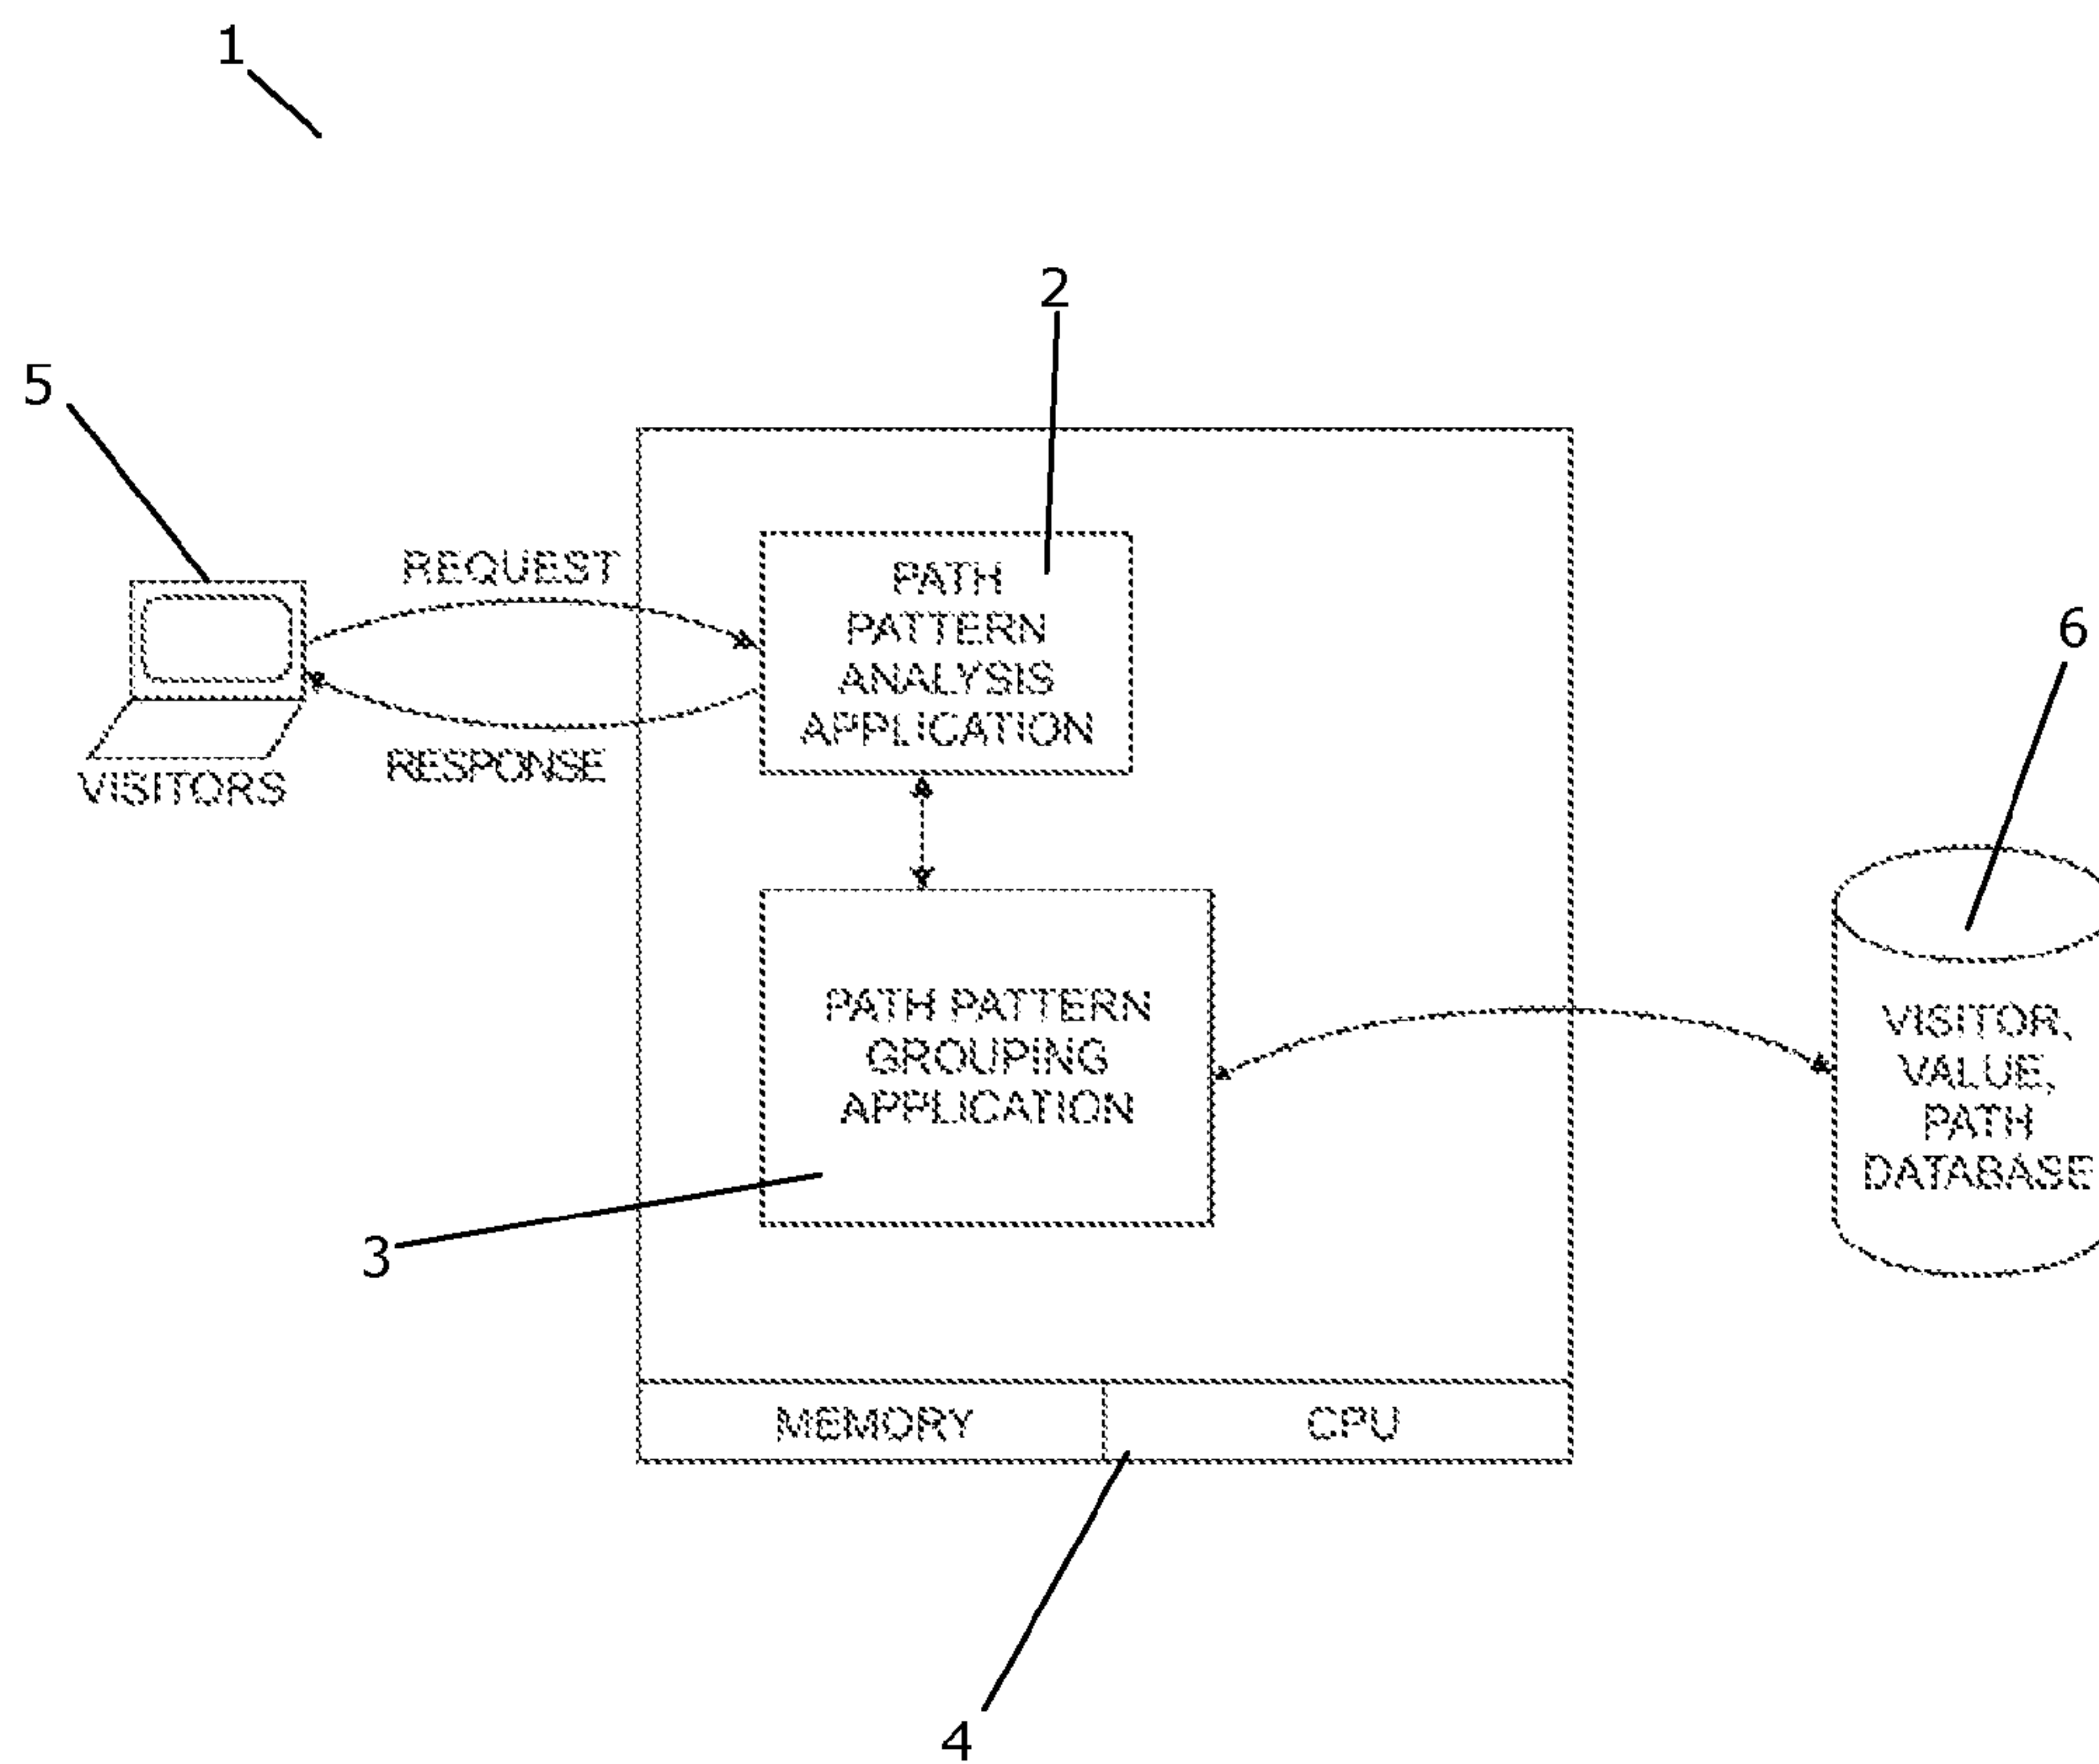 1
2
5
REQUEST
PATH
PATTERN
ANALYSIS
APPLICATION
6
RESPONSE
VISITORS
PATH PATTERN
GROUPING
APPLICATION
VISITOR,
VALUE,
PATH
DATABASE
3
MEMORY
CPU
4